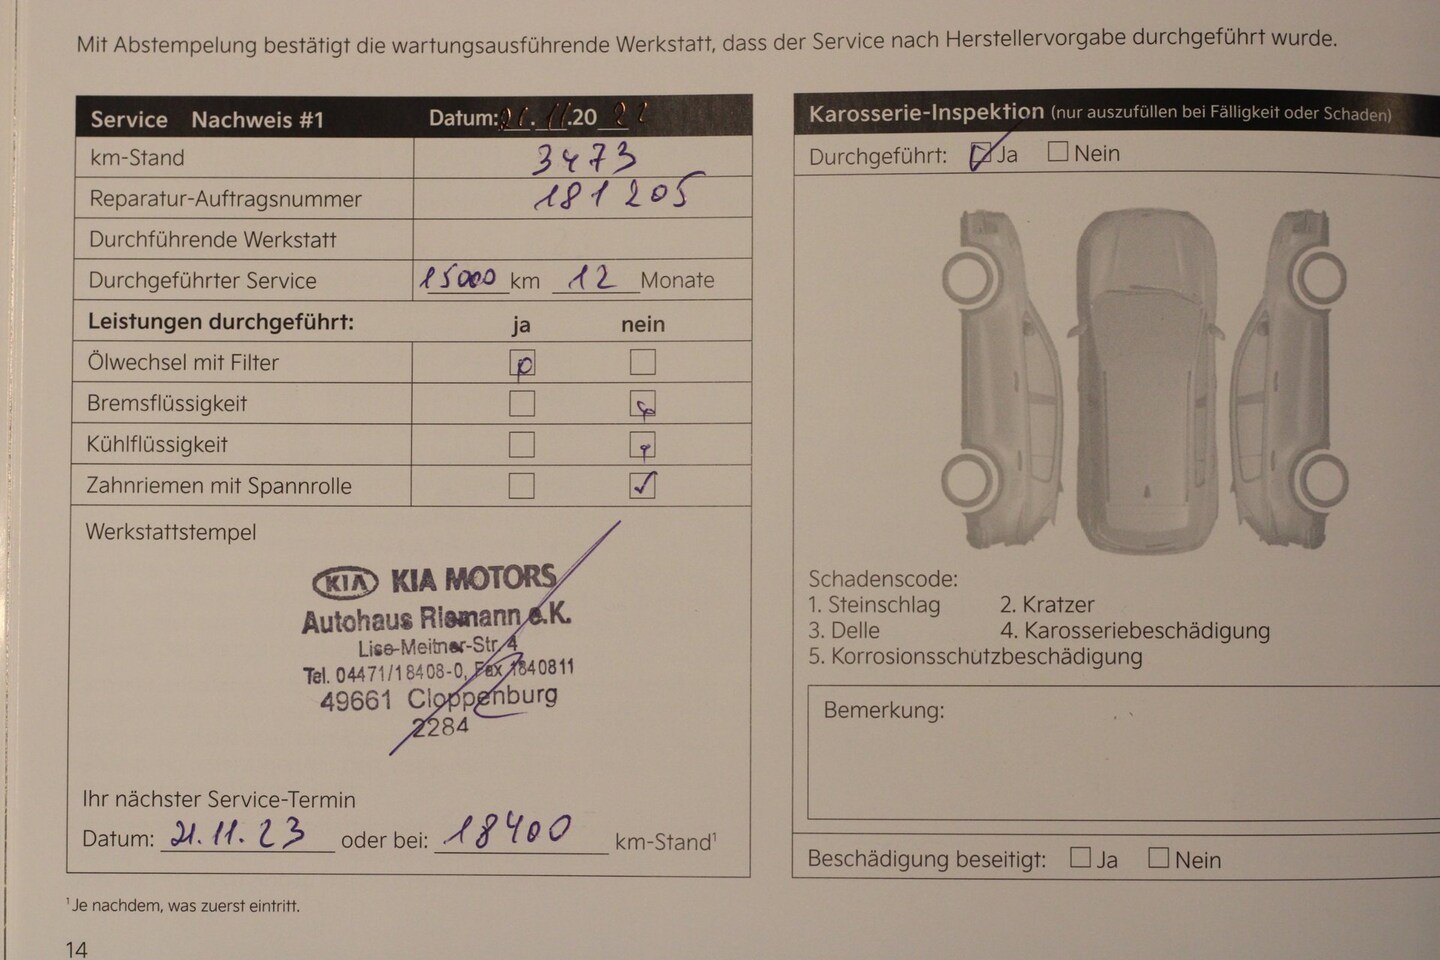 Mit Abstempelung bestätigt die wartungsausführende Werkstatt, dass der Service nach Herstellervorgabe durchgeführt wurde.
Service Nachweis #1 Datum: 21.11.2022
km-Stand 3473
Reparatur-Auftragsnummer 181205
Durchführende Werkstatt
Durchgeführter Service 15000 km 12 Monate
Leistungen durchgeführt: ja nein
Ölwechsel mit Filter
Bremsflüssigkeit
Kühlflüssigkeit
Zahnriemen mit Spannrolle
Werkstattstempel
KIA KIA MOTORS
Autohaus Riemann e.K.
Lise-Meitner-Str. 4
Tel. 04471/18408-0, Fax 1840811
49661 Cloppenburg
2284
Ihr nächster Service-Termin
Datum: 21.11.23 oder bei: 18400 km-Stand¹
¹Je nachdem, was zuerst eintritt.
14
Karosserie-Inspektion (nur auszufüllen bei Fälligkeit oder Schaden)
Durchgeführt: Ja Nein
Schadenscode:
1. Steinschlag 2. Kratzer
3. Delle 4. Karosseriebeschädigung
5. Korrosionsschutzbeschädigung
Bemerkung:
Beschädigung beseitigt: Ja Nein